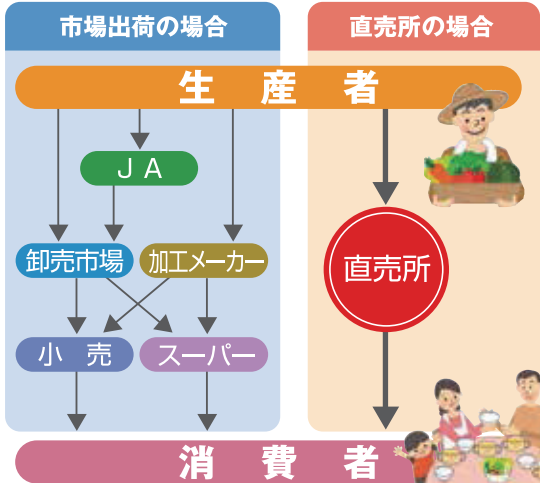 市場出荷の場合
直売所の場合
生産者
ＪＡ
卸売市場
加工メーカー
直売所
小売
スーパー
消費者